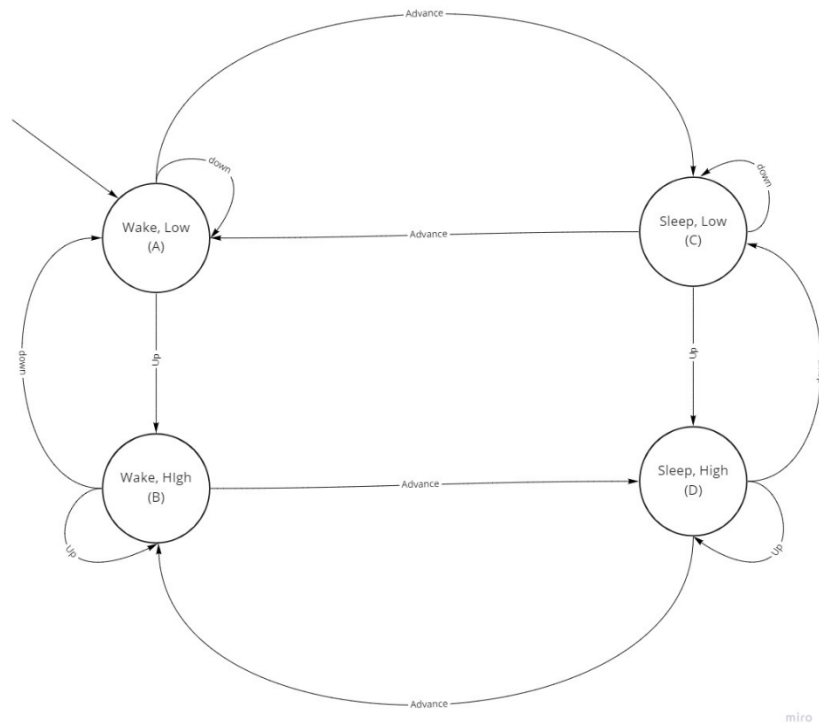 Advance
down
Wake, Low
(A)
Sleep, Low
(C)
down
Advance
down
Up
Up
down
Wake, HIgh
(B)
Sleep, High
(D)
Advance
Up
Up
Advance
miro